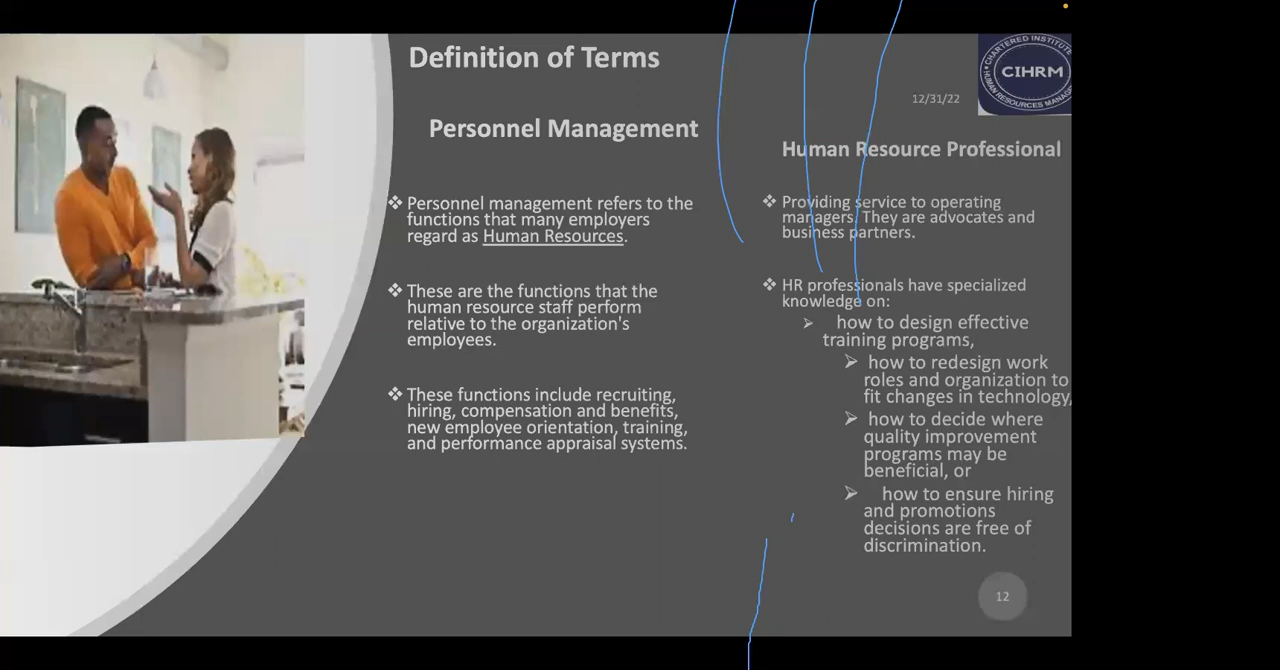 Definition of Terms
Personnel Management
❖ Personnel management refers to the
functions that many employers
regard as Human Resources.
❖ These are the functions that the
human resource staff perform
relative to the organization's
employees.
❖ These functions include recruiting,
hiring, compensation and benefits,
new employee orientation, training,
and performance appraisal systems.
12/31/22
CHARTERED INSTITUTE
CIHRM
HUMAN RESOURCES MANAG
Human Resource Professional
❖ Providing service to operating
managers. They are advocates and
business partners.
❖ HR professionals have specialized
knowledge on:
➢ how to design effective
training programs,
➢ how to redesign work
roles and organization to
fit changes in technology,
➢ how to decide where
quality improvement
programs may be
beneficial, or
➢ how to ensure hiring
and promotions
decisions are free of
discrimination.
12